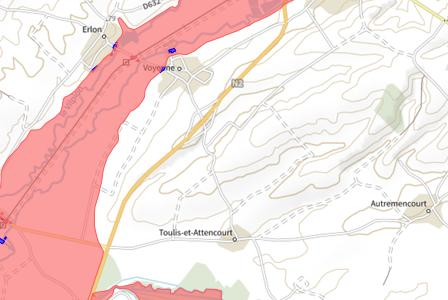 D632
Erlon
Voyenne
N2
Autremencourt
Toulis-et-Attencourt